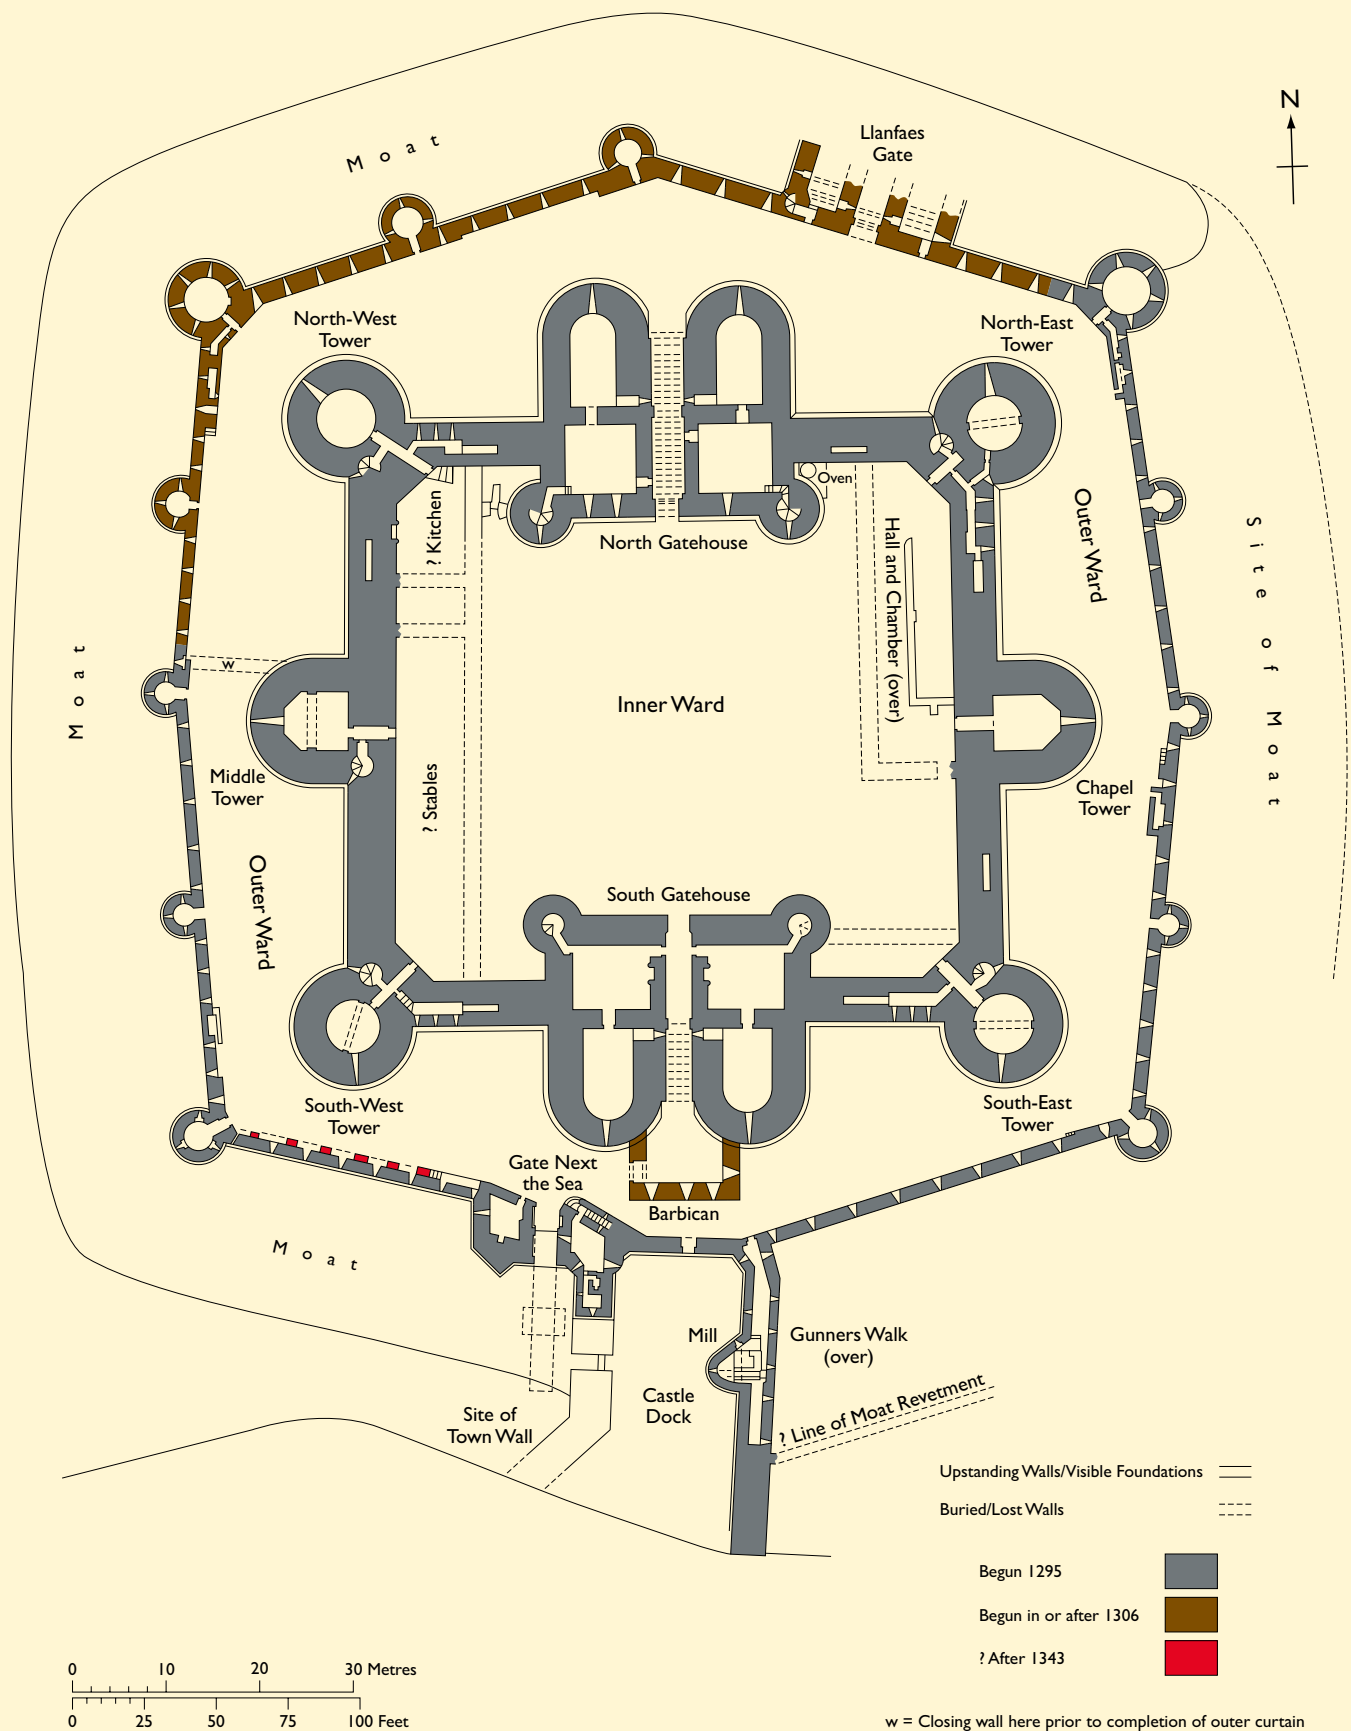 N
Llanfaes
Gate
Moat
North-West
Tower
North-East
Tower
Oven
? Kitchen
North Gatehouse
Hall and Chamber (over)
Outer Ward
Site of Moat
Moat
w
Inner Ward
Middle
Tower
? Stables
Chapel
Tower
Outer Ward
South Gatehouse
South-West
Tower
South-East
Tower
Gate Next
the Sea
Barbican
Moat
Mill
Gunners Walk
(over)
Castle
Dock
Site of
Town Wall
? Line of Moat Revetment
Upstanding Walls/Visible Foundations
Buried/Lost Walls
Begun 1295
Begun in or after 1306
? After 1343
0 10 20 30 Metres
0 25 50 75 100 Feet
w = Closing wall here prior to completion of outer curtain